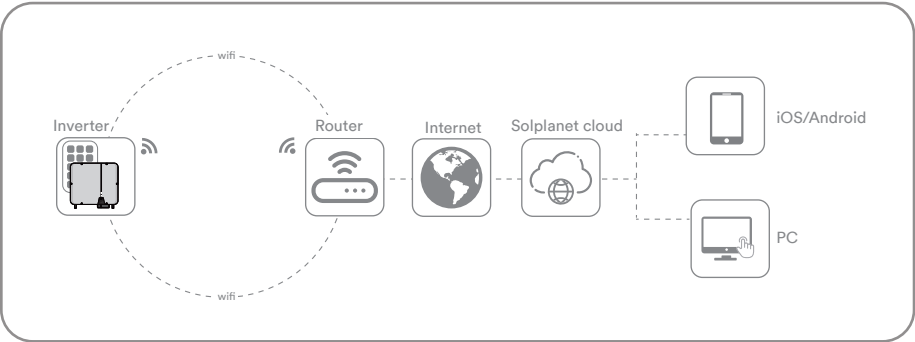 wifi
Inverter
Router
Internet
Solplanet cloud
iOS/Android
PC
wifi